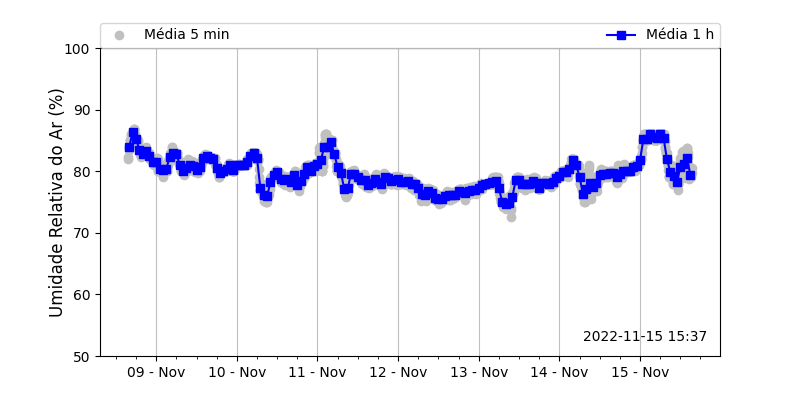 Média 5 min
Média 1 h
100
90
80
70
60
50
Umidade Relativa do Ar (%)
2022-11-15 15:37
09 - Nov
10 - Nov
11 - Nov
12 - Nov
13 - Nov
14 - Nov
15 - Nov